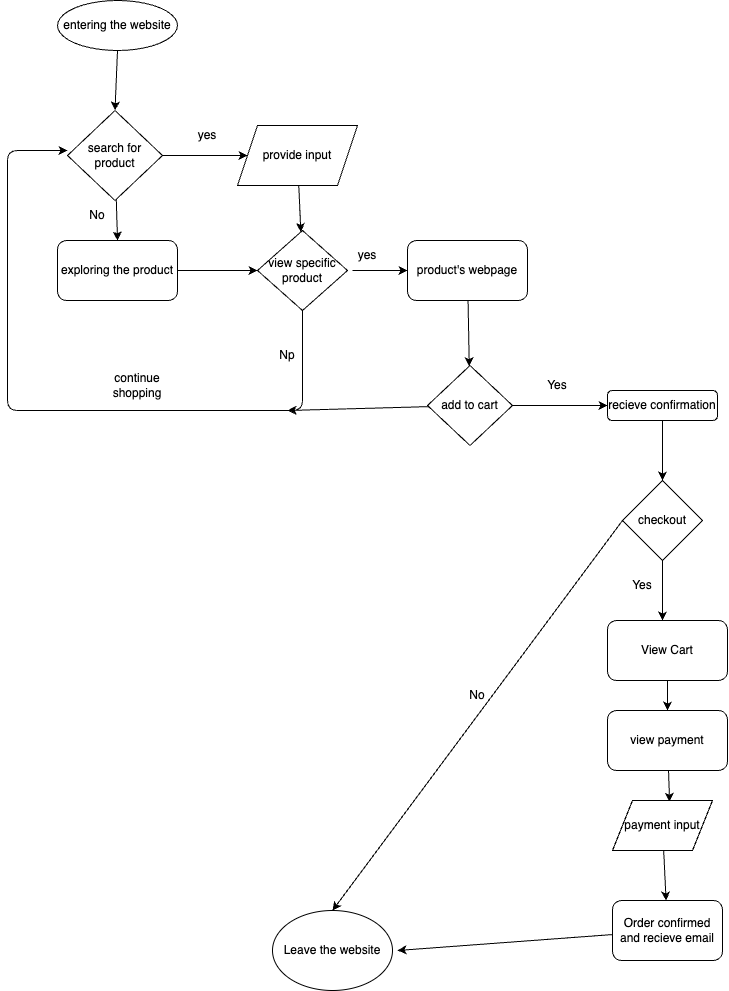 entering the website
search for
product
yes
provide input
No
exploring the product
view specific
product
yes
product's webpage
Np
continue
shopping
add to cart
Yes
recieve confirmation
checkout
Yes
View Cart
No
view payment
payment input
Order confirmed
and recieve email
Leave the website